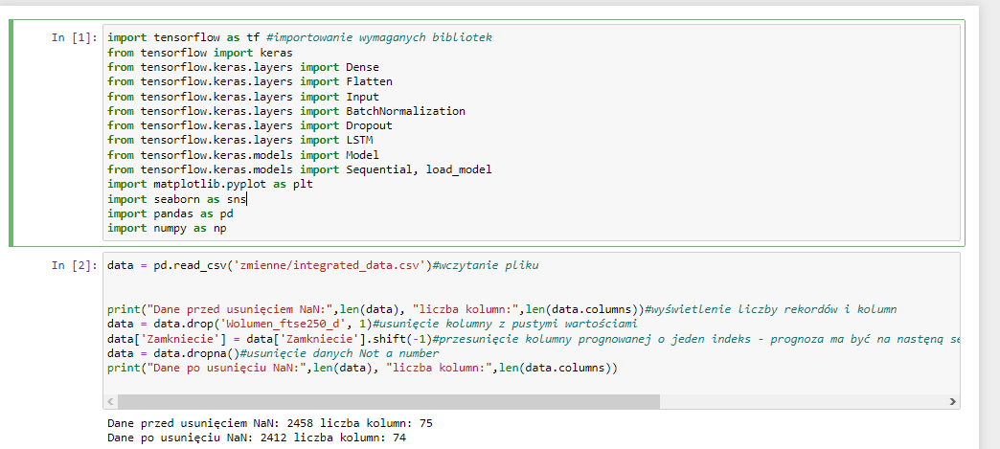 In [1]: import tensorflow as tf #importowanie wymaganych bibliotek
from tensorflow import keras
from tensorflow.keras.layers import Dense
from tensorflow.keras.layers import Flatten
from tensorflow.keras.layers import Input
from tensorflow.keras.layers import BatchNormalization
from tensorflow.keras.layers import Dropout
from tensorflow.keras.layers import LSTM
from tensorflow.keras.models import Model
from tensorflow.keras.models import Sequential, load_model
import matplotlib.pyplot as plt
import seaborn as sns
import pandas as pd
import numpy as np
In [2]: data = pd.read_csv('zmienne/integrated_data.csv')#wczytanie pliku
print("Dane przed usunięciem NaN:",len(data), "liczba kolumn:",len(data.columns))#wyświetlenie liczby rekordów i kolumn
data = data.drop('Wolumen_ftse250_d', 1)#usunięcie kolumny z pustymi wartościami
data['Zamkniecie'] = data['Zamkniecie'].shift(-1)#przesunięcie kolumny prognowanej o jeden indeks - prognoza ma być na nastęną se
data = data.dropna()#usunięcie danych Not a number
print("Dane po usunięciu NaN:",len(data), "liczba kolumn:",len(data.columns))
Dane przed usunięciem NaN: 2458 liczba kolumn: 75
Dane po usunięciu NaN: 2412 liczba kolumn: 74